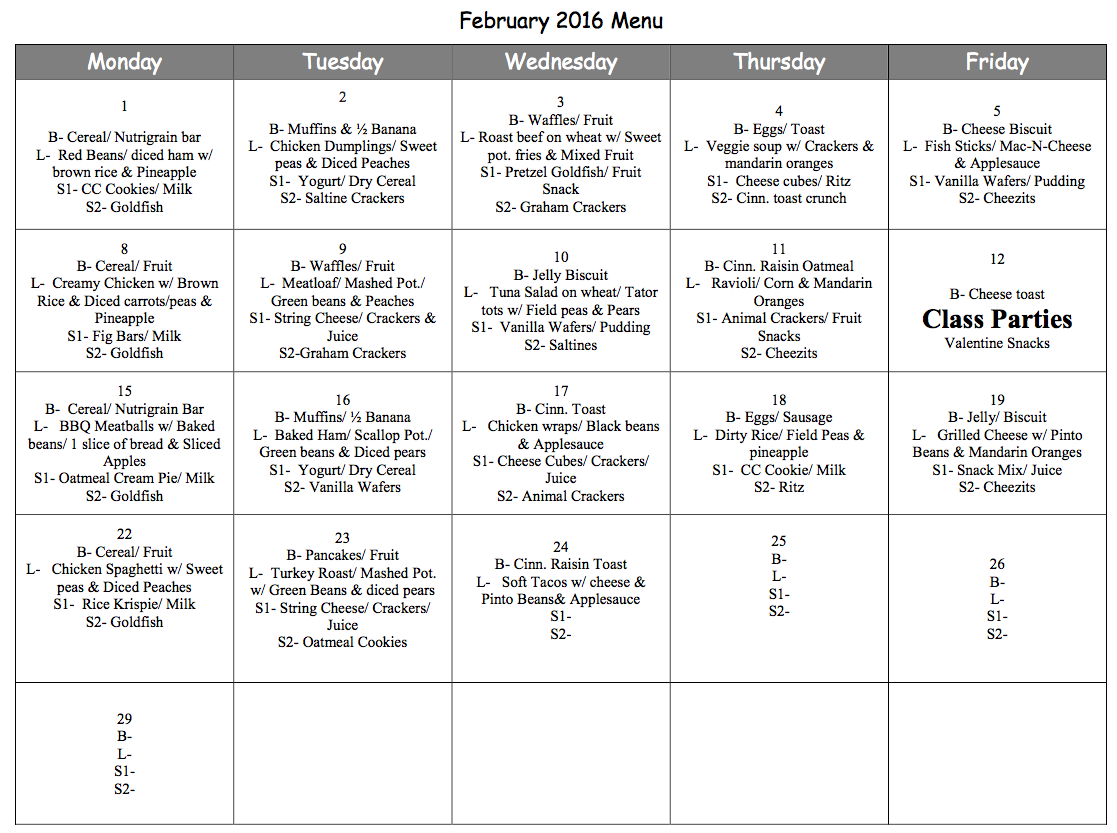 February 2016 Menu
Monday
Tuesday
Wednesday
Thursday
Friday
1
B- Cereal/ Nutrigrain bar
L- Red Beans/ diced ham w/
brown rice & Pineapple
S1- CC Cookies/ Milk
S2- Goldfish
2
B- Muffins & ½ Banana
L- Chicken Dumplings/ Sweet
peas & Diced Peaches
S1- Yogurt/ Dry Cereal
S2- Saltine Crackers
3
B- Waffles/ Fruit
L- Roast beef on wheat w/ Sweet
pot. fries & Mixed Fruit
S1- Pretzel Goldfish/ Fruit
Snack
S2- Graham Crackers
4
B- Eggs/ Toast
L- Veggie soup w/ Crackers &
mandarin oranges
S1- Cheese cubes/ Ritz
S2- Cinn. toast crunch
5
B- Cheese Biscuit
L- Fish Sticks/ Mac-N-Cheese
& Applesauce
S1- Vanilla Wafers/ Pudding
S2- Cheezits
8
B- Cereal/ Fruit
L- Creamy Chicken w/ Brown
Rice & Diced carrots/peas &
Pineapple
S1- Fig Bars/ Milk
S2- Goldfish
9
B- Waffles/ Fruit
L- Meatloaf/ Mashed Pot./
Green beans & Peaches
S1- String Cheese/ Crackers &
Juice
S2-Graham Crackers
10
B- Jelly Biscuit
L- Tuna Salad on wheat/ Tator
tots w/ Field peas & Pears
S1- Vanilla Wafers/ Pudding
S2- Saltines
11
B- Cinn. Raisin Oatmeal
L- Ravioli/ Corn & Mandarin
Oranges
S1- Animal Crackers/ Fruit
Snacks
S2- Cheezits
12
B- Cheese toast
Class Parties
Valentine Snacks
15
B- Cereal/ Nutrigrain Bar
L- BBQ Meatballs w/ Baked
beans/ 1 slice of bread & Sliced
Apples
S1- Oatmeal Cream Pie/ Milk
S2- Goldfish
16
B- Muffins/ ½ Banana
L- Baked Ham/ Scallop Pot./
Green beans & Diced pears
S1- Yogurt/ Dry Cereal
S2- Vanilla Wafers
17
B- Cinn. Toast
L- Chicken wraps/ Black beans
& Applesauce
S1- Cheese Cubes/ Crackers/
Juice
S2- Animal Crackers
18
B- Eggs/ Sausage
L- Dirty Rice/ Field Peas &
pineapple
S1- CC Cookie/ Milk
S2- Ritz
19
B- Jelly/ Biscuit
L- Grilled Cheese w/ Pinto
Beans & Mandarin Oranges
S1- Snack Mix/ Juice
S2- Cheezits
22
B- Cereal/ Fruit
L- Chicken Spaghetti w/ Sweet
peas & Diced Peaches
S1- Rice Krispie/ Milk
S2- Goldfish
23
B- Pancakes/ Fruit
L- Turkey Roast/ Mashed Pot.
w/ Green Beans & diced pears
S1- String Cheese/ Crackers/
Juice
S2- Oatmeal Cookies
24
B- Cinn. Raisin Toast
L- Soft Tacos w/ cheese &
Pinto Beans& Applesauce
S1-
S2-
25
B-
L-
S1-
S2-
26
B-
L-
S1-
S2-
29
B-
L-
S1-
S2-